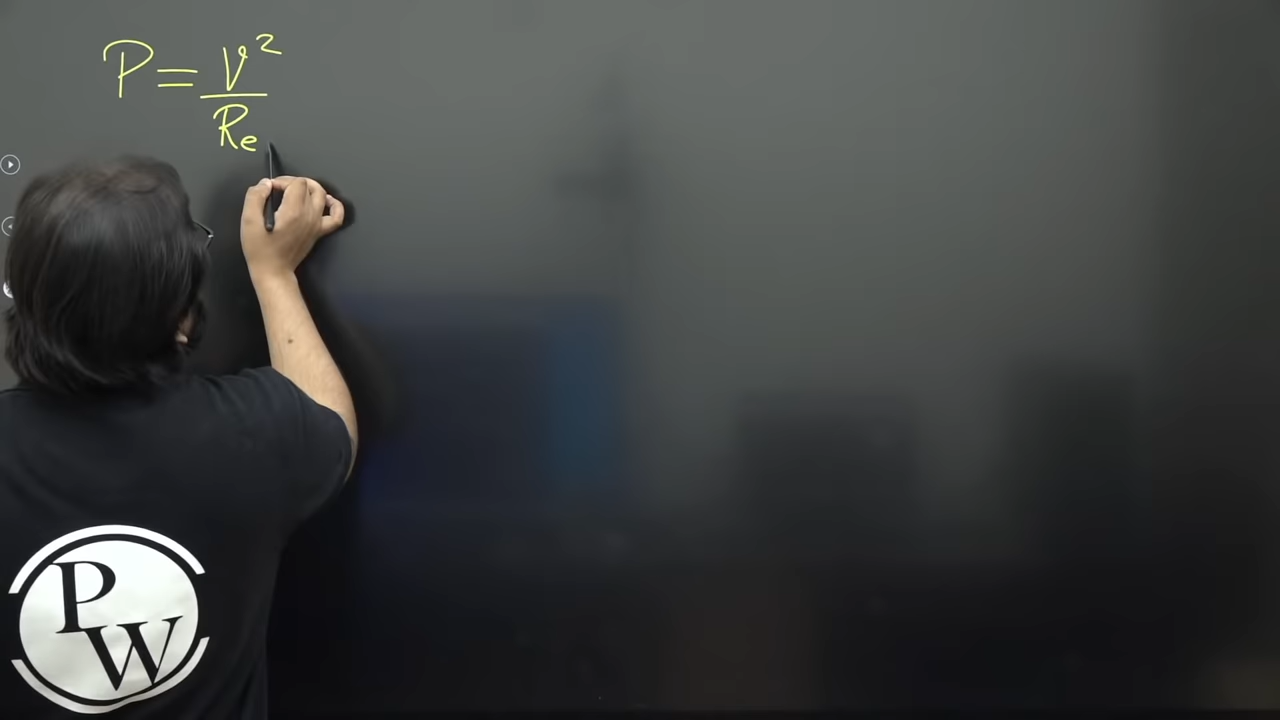 P = V² / Re
PW